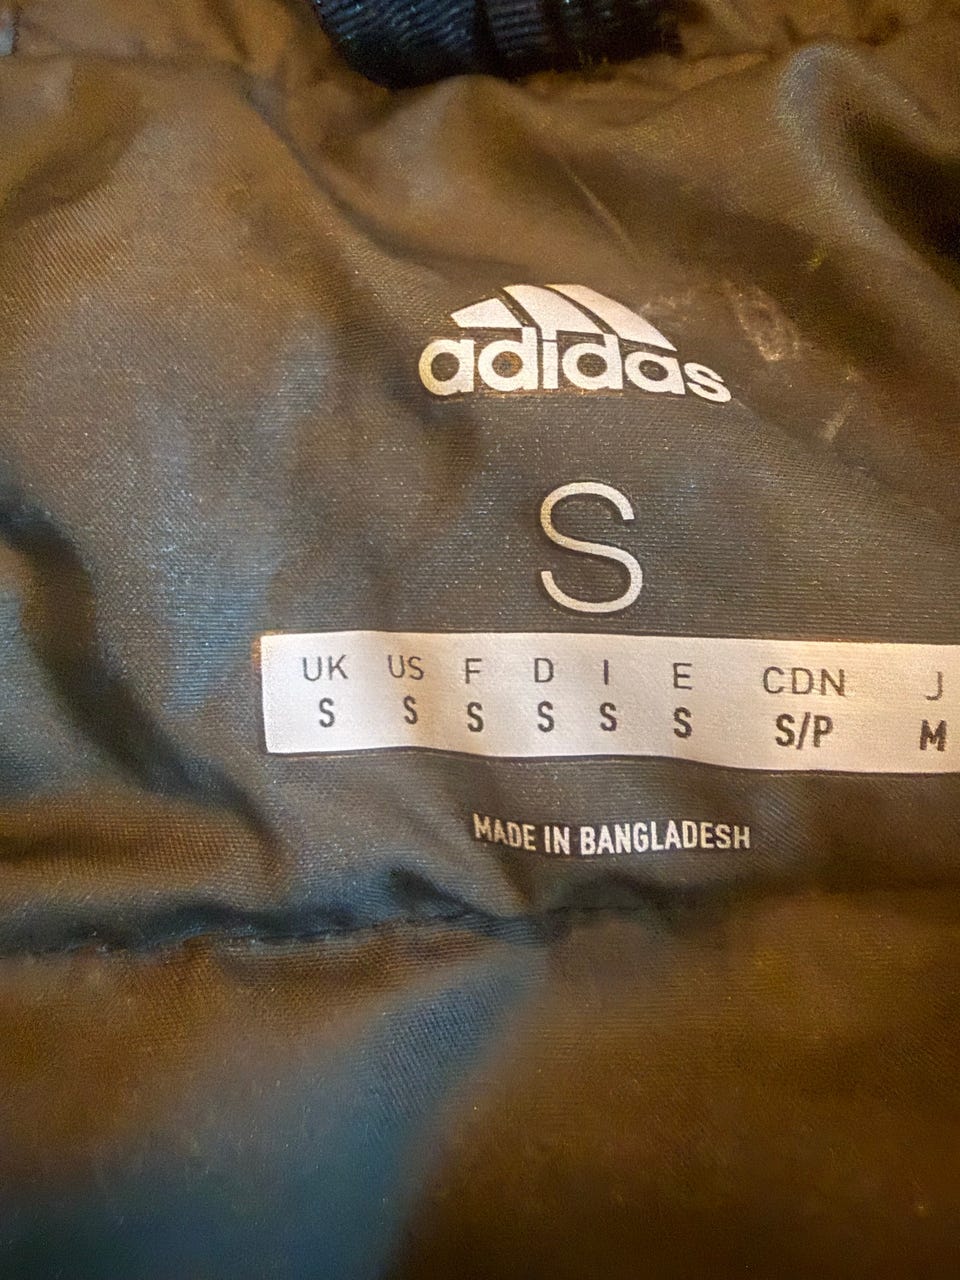 adidas
S
UK US F D I E CDN J
S S S S S S S/P M
MADE IN BANGLADESH